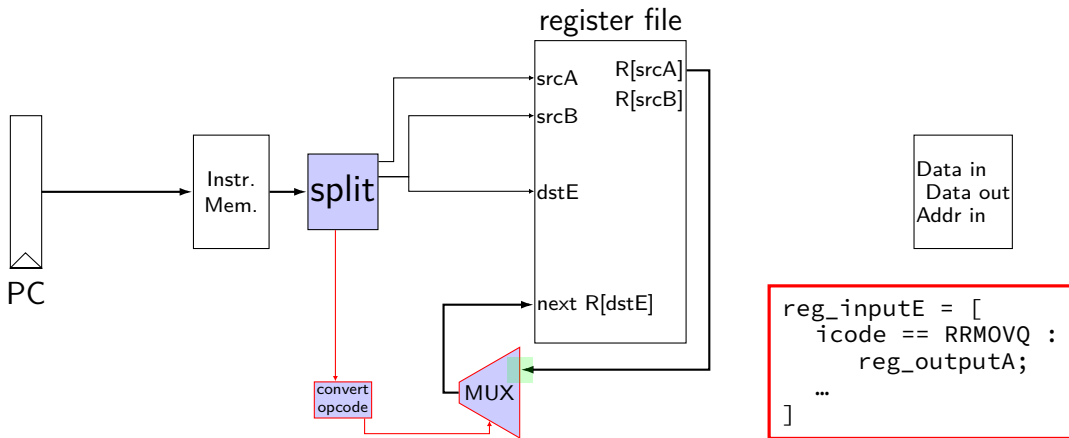 register file
srcA
R[srcA]
R[srcB]
srcB
Instr.
Mem.
split
dstE
Data in
Data out
Addr in
PC
next R[dstE]
convert
opcode
MUX
reg_inputE = [
icode == RRMOVQ :
reg_outputA;
…
]